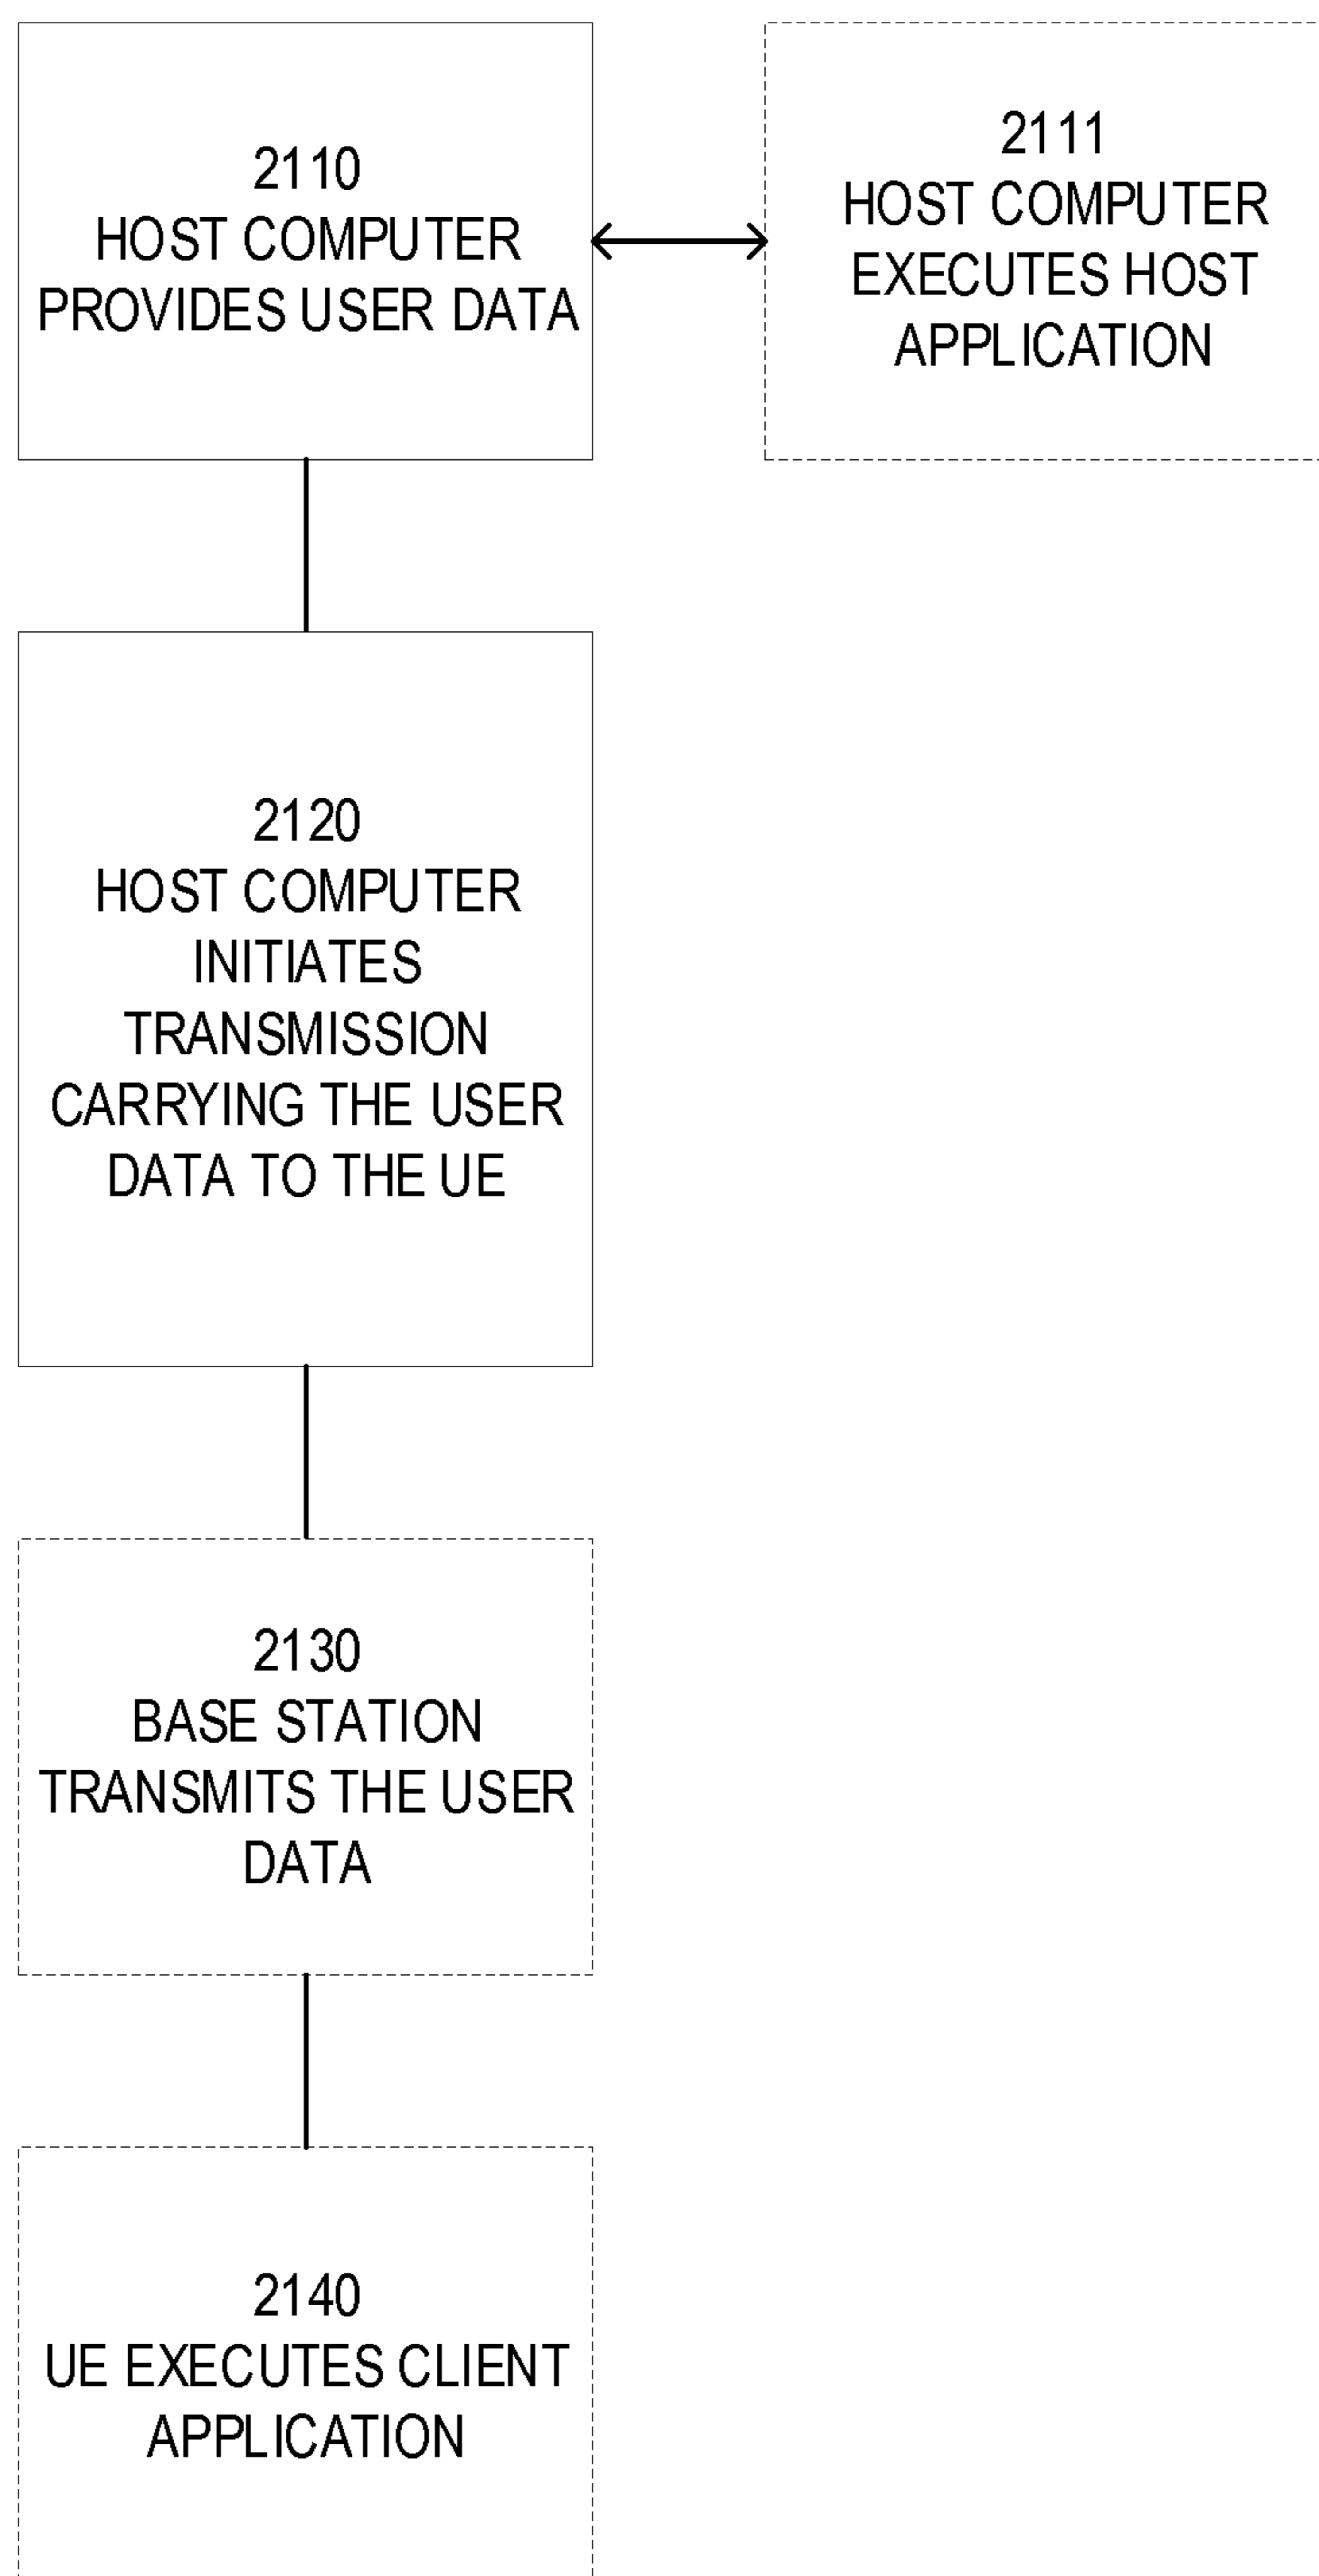 2110
HOST COMPUTER
PROVIDES USER DATA
2111
HOST COMPUTER
EXECUTES HOST
APPLICATION
2120
HOST COMPUTER
INITIATES
TRANSMISSION
CARRYING THE USER
DATA TO THE UE
2130
BASE STATION
TRANSMITS THE USER
DATA
2140
UE EXECUTES CLIENT
APPLICATION